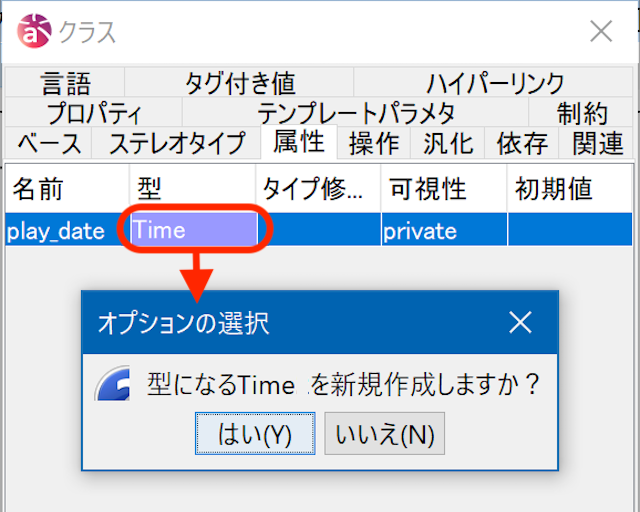 クラス
言語 タグ付き値 ハイパーリンク
プロパティ テンプレートパラメタ 制約
ベース ステレオタイプ 属性 操作 汎化 依存 関連
名前 型 タイプ修... 可視性 初期値
play_date Time private
オプションの選択
型になるTime を新規作成しますか？
はい(Y) いいえ(N)